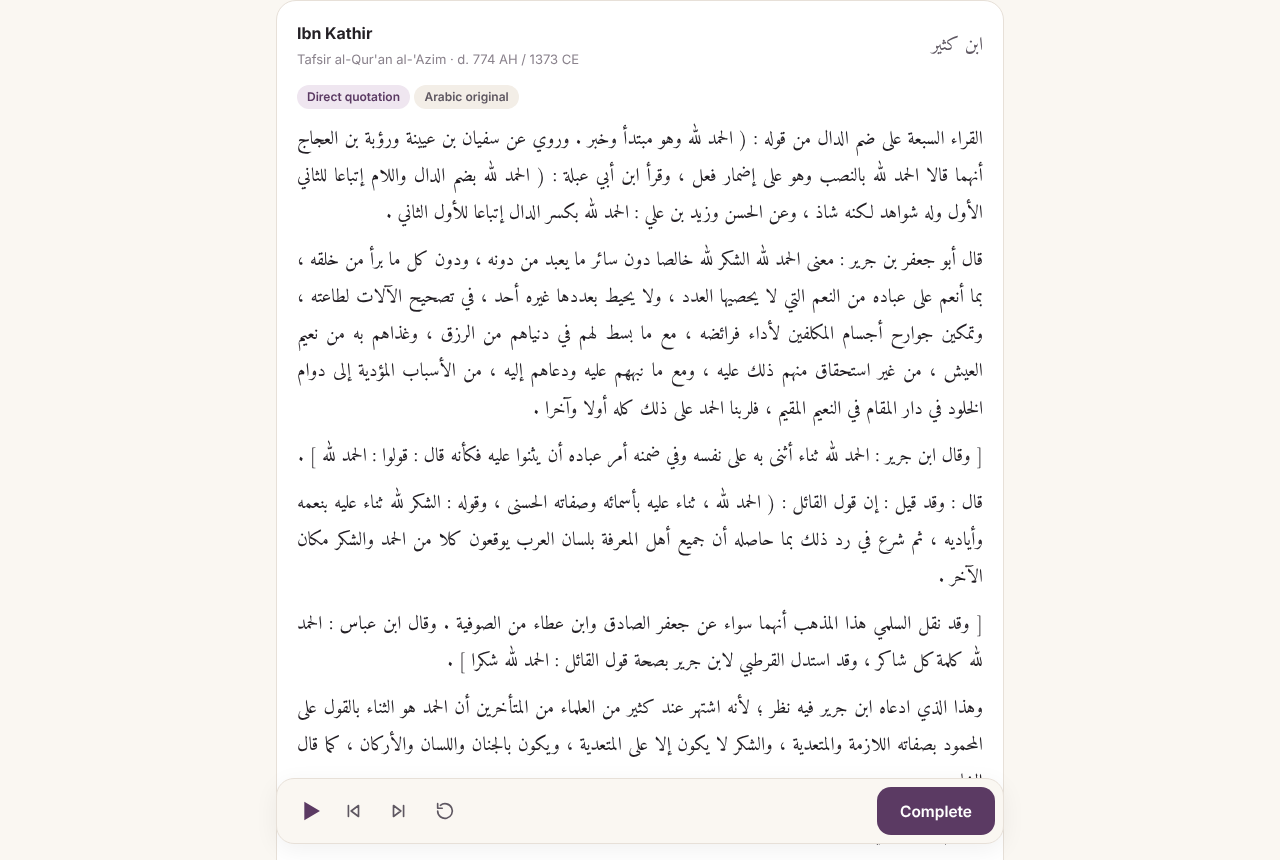 Ibn Kathir
ابن كثير
Tafsir al-Qur'an al-'Azim · d. 774 AH / 1373 CE
Direct quotation
Arabic original
القراء السبعة على ضم الدال من قوله : ( الحمد لله وهو مبتدأ وخبر . وروي عن سفيان بن عيينة ورؤبة بن العجاج
أنهما قالا الحمد لله بالنصب وهو على إضمار فعل ، وقرأ ابن أبي عبلة : ( الحمد لله بضم الدال واللام إتباعا للثاني
الأول وله شواهد لكنه شاذ ، وعن الحسن وزيد بن علي : الحمد لله بكسر الدال إتباعا للأول الثاني .
قال أبو جعفر بن جرير : معنى الحمد لله الشكر لله خالصا دون سائر ما يعبد من دونه ، ودون كل ما برأ من خلقه ،
بما أنعم على عباده من النعم التي لا يحصيها العدد ، ولا يحيط بعددها غيره أحد ، في تصحيح الآلات لطاعته ،
وتمكين جوارح أجسام المكلفين لأداء فرائضه ، مع ما بسط لهم في دنياهم من الرزق ، وغذاهم به من نعيم
العيش ، من غير استحقاق منهم ذلك عليه ، ومع ما نبههم عليه ودعاهم إليه ، من الأسباب المؤدية إلى دوام
الخلود في دار المقام في النعيم المقيم ، فلربنا الحمد على ذلك كله أولا وآخرا .
[ وقال ابن جرير : الحمد لله ثناء أثنى به على نفسه وفي ضمنه أمر عباده أن يثنوا عليه فكأنه قال : قولوا : الحمد لله ] .
قال : وقد قيل : إن قول القائل : ( الحمد لله ، ثناء عليه بأسمائه وصفاته الحسنى ، وقوله : الشكر لله ثناء عليه بنعمه
وأياديه ، ثم شرع في رد ذلك بما حاصله أن جميع أهل المعرفة بلسان العرب يوقعون كلا من الحمد والشكر مكان
الآخر .
[ وقد نقل السلمي هذا المذهب أنهما سواء عن جعفر الصادق وابن عطاء من الصوفية . وقال ابن عباس : الحمد
لله كلمة كل شاكر ، وقد استدل القرطبي لابن جرير بصحة قول القائل : الحمد لله شكرا ] .
وهذا الذي ادعاه ابن جرير فيه نظر ؛ لأنه اشتهر عند كثير من العلماء من المتأخرين أن الحمد هو الثناء بالقول على
المحمود بصفاته اللازمة والمتعدية ، والشكر لا يكون إلا على المتعدية ، ويكون بالجنان واللسان والأركان ، كما قال
Complete